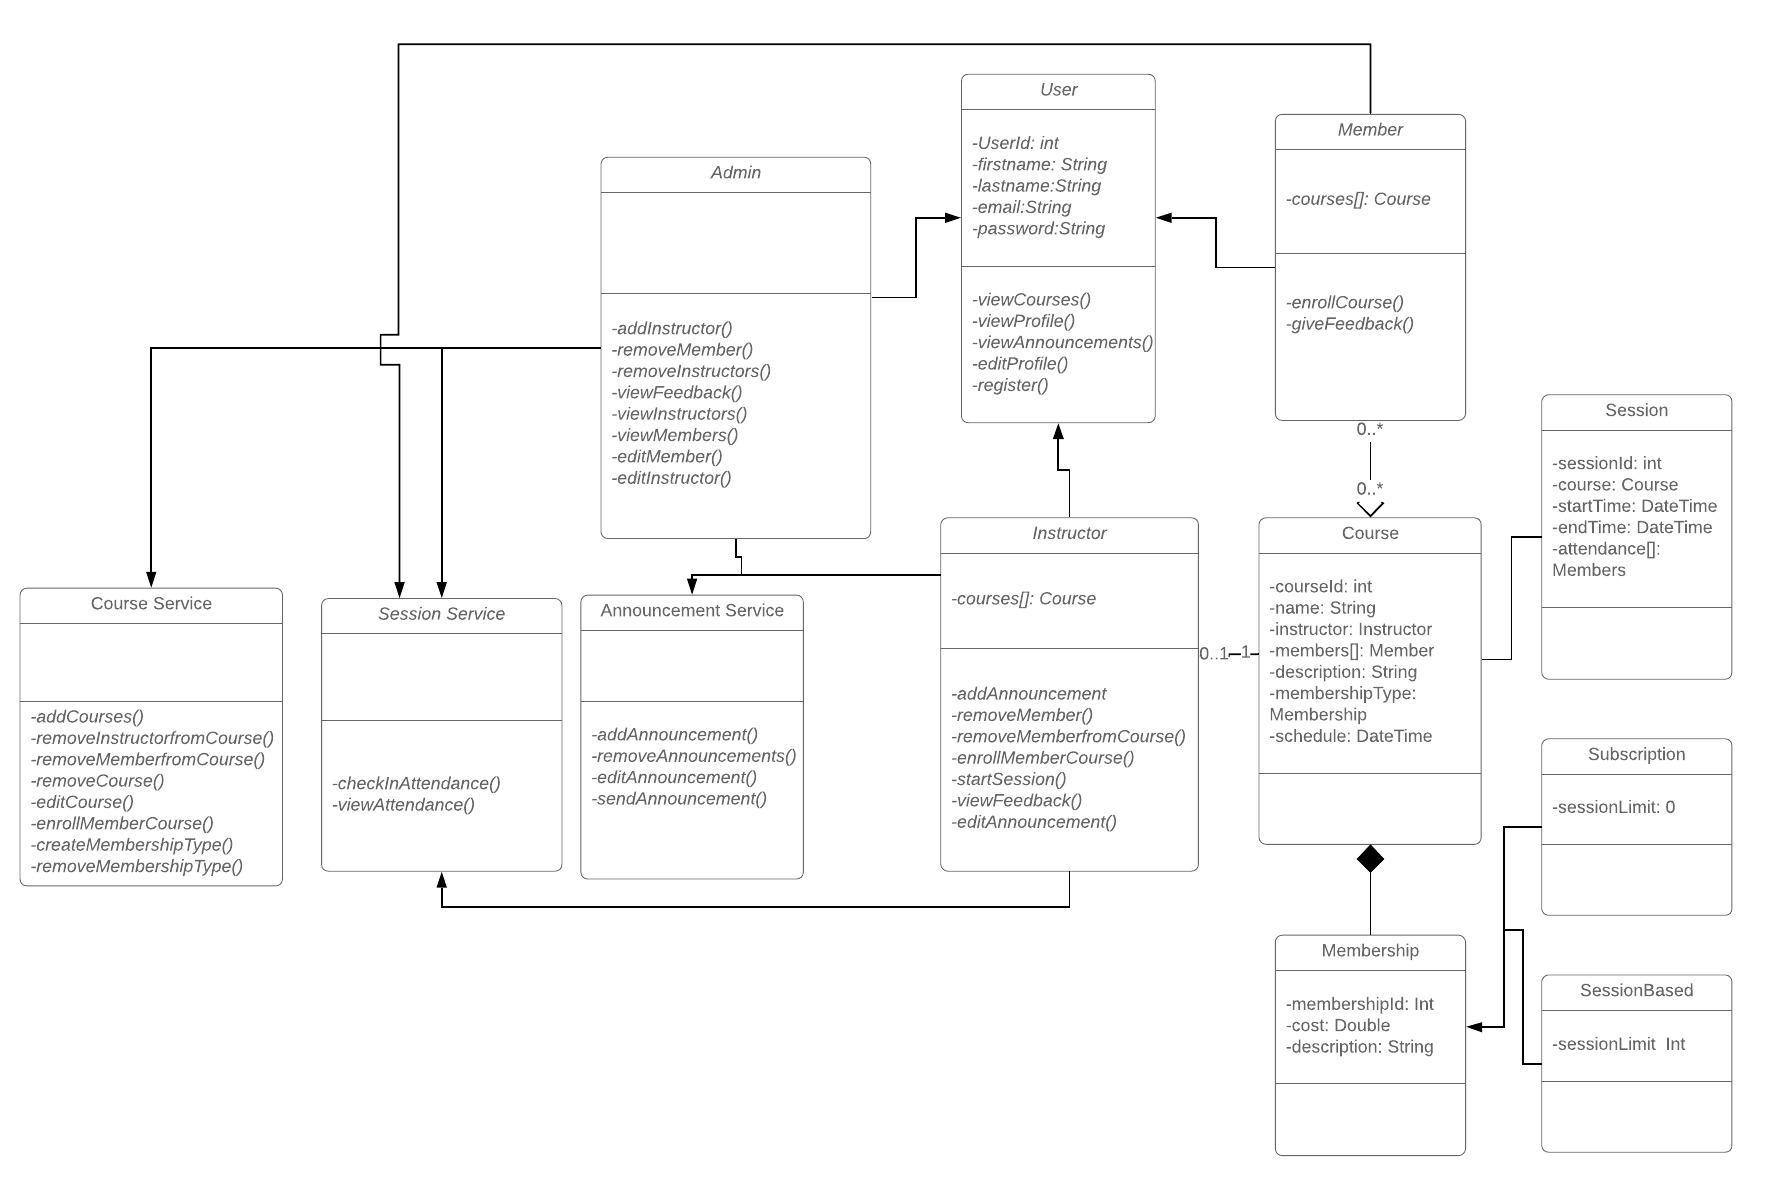 User
-UserId: int
-firstname: String
-lastname:String
-email:String
-password:String
-viewCourses()
-viewProfile()
-viewAnnouncements()
-editProfile()
-register()
Member
-courses[]: Course
-enrollCourse()
-giveFeedback()
0..*
0..*
Admin
-addInstructor()
-removeMember()
-removeInstructors()
-viewFeedback()
-viewInstructors()
-viewMembers()
-editMember()
-editInstructor()
Session
-sessionId: int
-course: Course
-startTime: DateTime
-endTime: DateTime
-attendance[]:
Members
Course Service
-addCourses()
-removeInstructorfromCourse()
-removeMemberfromCourse()
-removeCourse()
-editCourse()
-enrollMemberCourse()
-createMembershipType()
-removeMembershipType()
Session Service
-checkInAttendance()
-viewAttendance()
Announcement Service
-addAnnouncement()
-removeAnnouncements()
-editAnnouncement()
-sendAnnouncement()
Instructor
-courses[]: Course
-addAnnouncement
-removeMember()
-removeMemberfromCourse()
-enrollMemberCourse()
-startSession()
-viewFeedback()
-editAnnouncement()
0..1
1
Course
-courseId: int
-name: String
-instructor: Instructor
-members[]: Member
-description: String
-membershipType:
Membership
-schedule: DateTime
Subscription
-sessionLimit: 0
Membership
-membershipId: Int
-cost: Double
-description: String
SessionBased
-sessionLimit Int